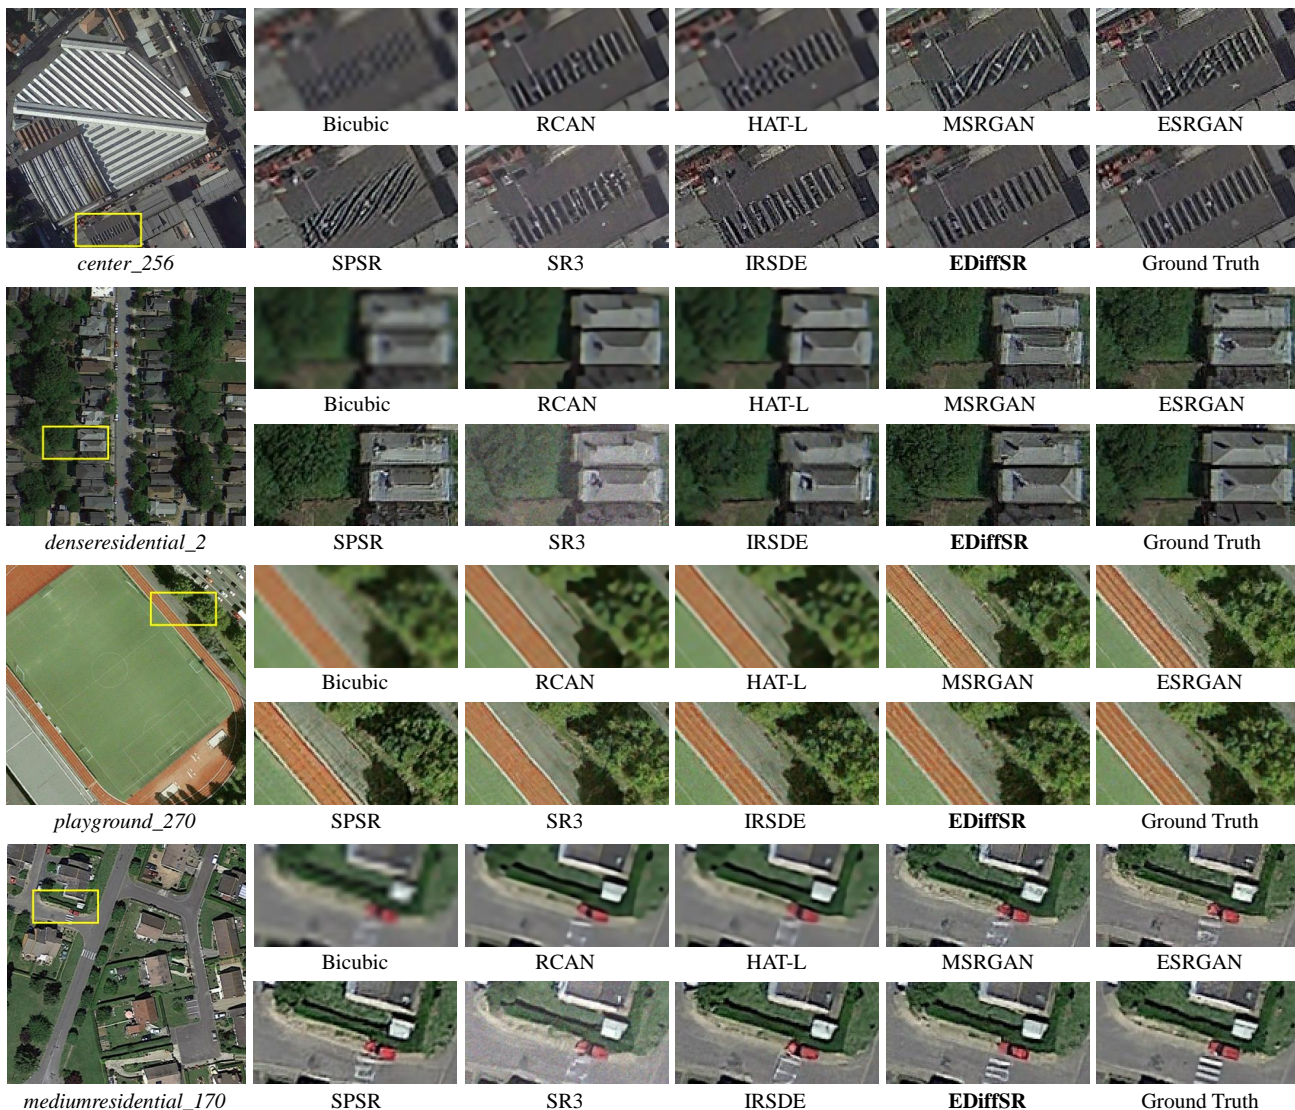 Bicubic RCAN HAT-L MSRGAN ESRGAN
center_256 SPSR SR3 IRSDE EDiffSR Ground Truth
Bicubic RCAN HAT-L MSRGAN ESRGAN
denseresidential_2 SPSR SR3 IRSDE EDiffSR Ground Truth
Bicubic RCAN HAT-L MSRGAN ESRGAN
playground_270 SPSR SR3 IRSDE EDiffSR Ground Truth
Bicubic RCAN HAT-L MSRGAN ESRGAN
mediumresidential_170 SPSR SR3 IRSDE EDiffSR Ground Truth